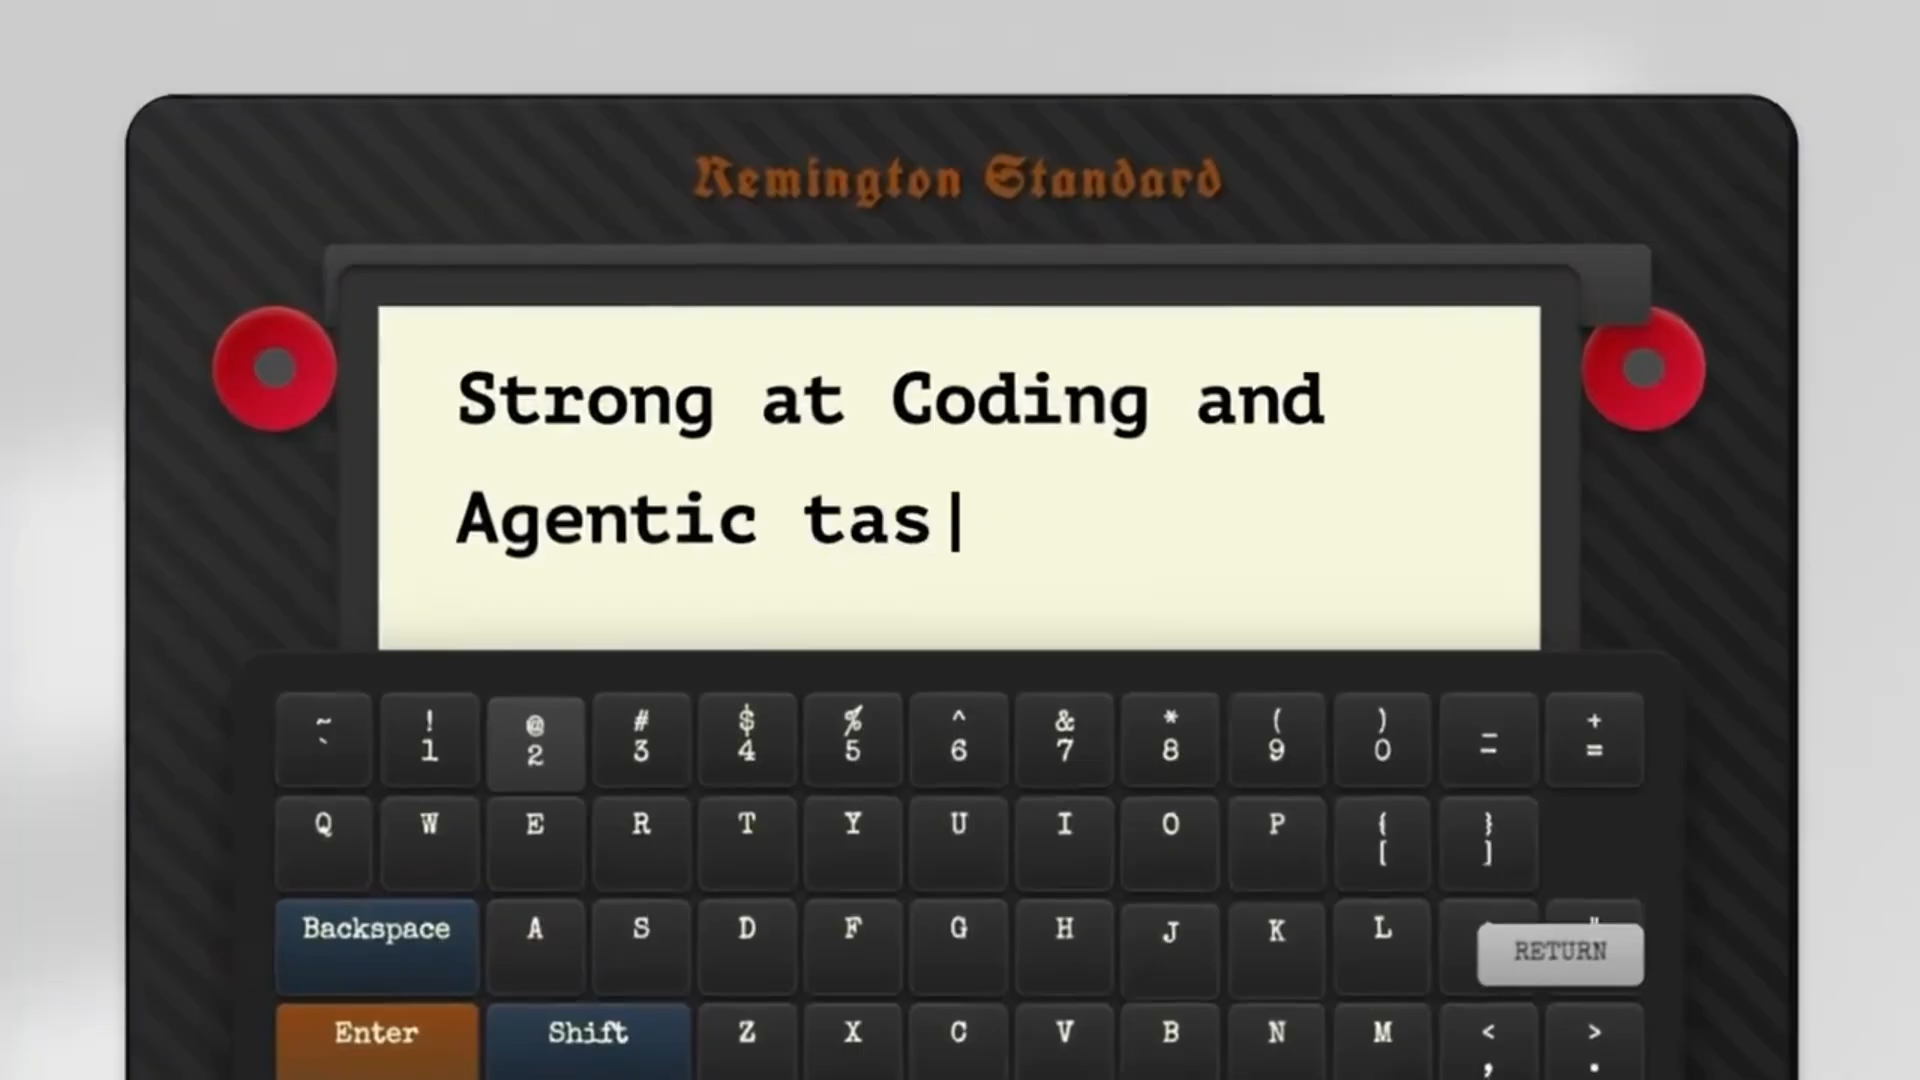 Remington Standard
Strong at Coding and
Agentic tas|
~ ! @ # $ % ^ & * ( ) _ +
` 1 2 3 4 5 6 7 8 9 0 - =
Q W E R T Y U I O P { }
[ ]
Backspace A S D F G H J K L "
RETURN
Enter Shift Z X C V B N M < >
, .